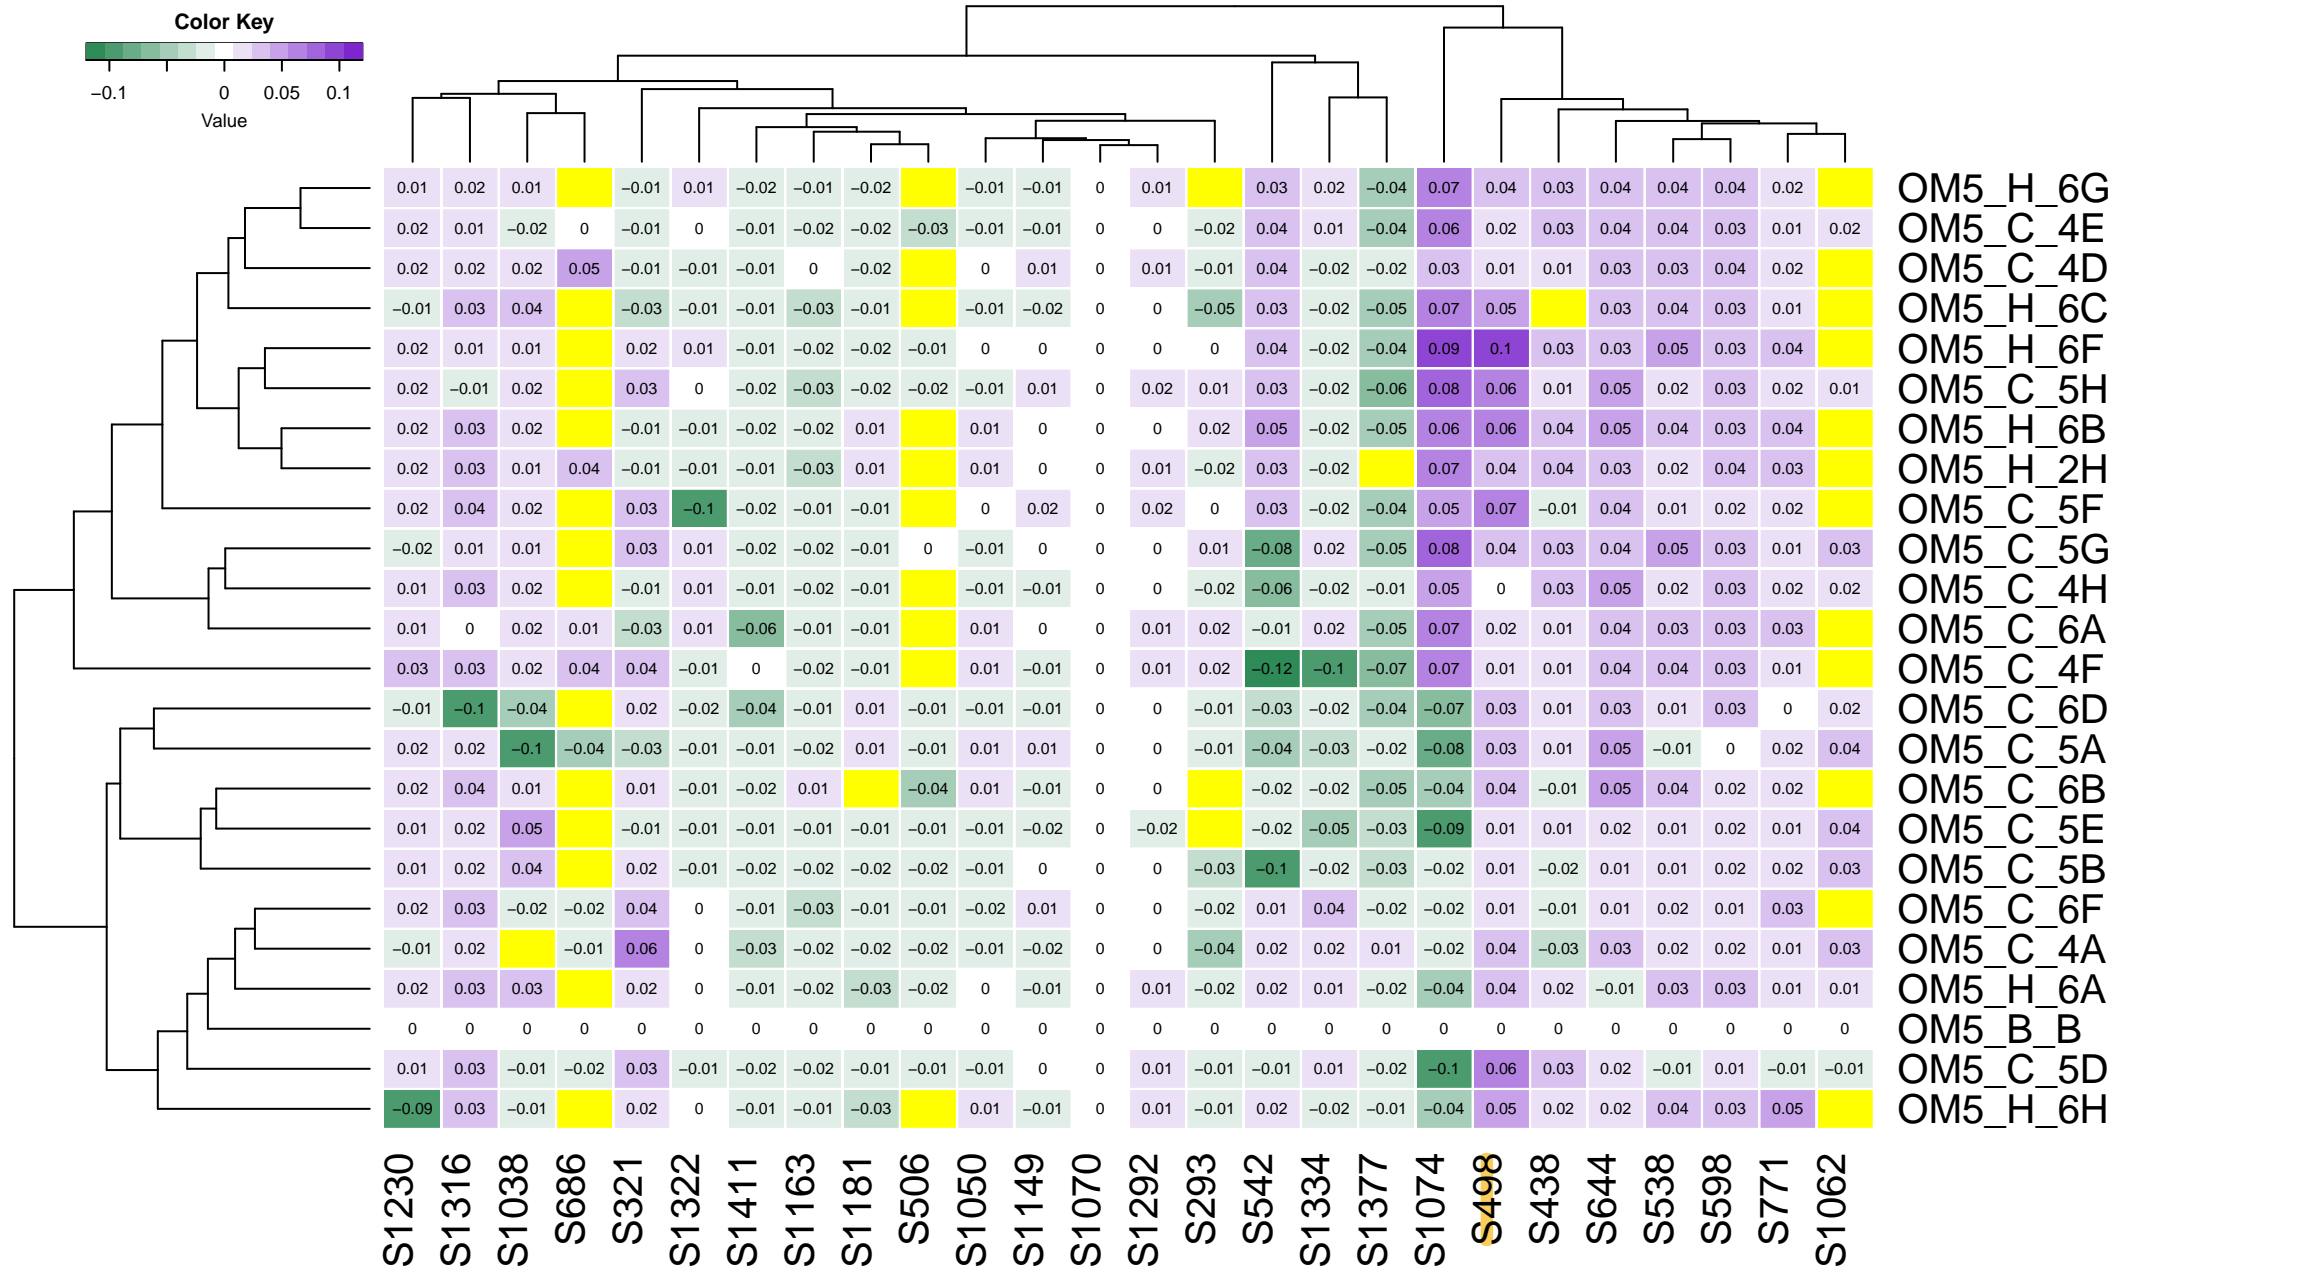 Color Key
−0.1 0 0.05 0.1
Value
0.01 0.02 0.01 −0.01 0.01 −0.02 −0.01 −0.02 −0.01 −0.01 0 0.01 0.03 0.02 −0.04 0.07 0.04 0.03 0.04 0.04 0.04 0.02 OM5_H_6G
0.02 0.01 −0.02 0 −0.01 0 −0.01 −0.02 −0.02 −0.03 −0.01 −0.01 0 0 −0.02 0.04 0.01 −0.04 0.06 0.02 0.03 0.04 0.04 0.03 0.01 0.02 OM5_C_4E
0.02 0.02 0.02 0.05 −0.01 −0.01 −0.01 0 −0.02 0 0.01 0 0.01 −0.01 0.04 −0.02 −0.02 0.03 0.01 0.01 0.03 0.03 0.04 0.02 OM5_C_4D
−0.01 0.03 0.04 −0.03 −0.01 −0.01 −0.03 −0.01 −0.01 −0.02 0 0 −0.05 0.03 −0.02 −0.05 0.07 0.05 0.03 0.04 0.03 0.01 OM5_H_6C
0.02 0.01 0.01 0.02 0.01 −0.01 −0.02 −0.02 −0.01 0 0 0 0 0 0.04 −0.02 −0.04 0.09 0.1 0.03 0.03 0.05 0.03 0.04 OM5_H_6F
0.02 −0.01 0.02 0.03 0 −0.02 −0.03 −0.02 −0.02 −0.01 0.01 0 0.02 0.01 0.03 −0.02 −0.06 0.08 0.06 0.01 0.05 0.02 0.03 0.02 0.01 OM5_C_5H
0.02 0.03 0.02 −0.01 −0.01 −0.02 −0.02 0.01 0.01 0 0 0 0.02 0.05 −0.02 −0.05 0.06 0.06 0.04 0.05 0.04 0.03 0.04 OM5_H_6B
0.02 0.03 0.01 0.04 −0.01 −0.01 −0.01 −0.03 0.01 0.01 0 0 0.01 −0.02 0.03 −0.02 0.07 0.04 0.04 0.03 0.02 0.04 0.03 OM5_H_2H
0.02 0.04 0.02 0.03 −0.1 −0.02 −0.01 −0.01 0 0.02 0 0.02 0 0.03 −0.02 −0.04 0.05 0.07 −0.01 0.04 0.01 0.02 0.02 OM5_C_5F
−0.02 0.01 0.01 0.03 0.01 −0.02 −0.02 −0.01 0 −0.01 0 0 0 0.01 −0.08 0.02 −0.05 0.08 0.04 0.03 0.04 0.05 0.03 0.01 0.03 OM5_C_5G
0.01 0.03 0.02 −0.01 0.01 −0.01 −0.02 −0.01 −0.01 −0.01 0 0 −0.02 −0.06 −0.02 −0.01 0.05 0 0.03 0.05 0.02 0.03 0.02 0.02 OM5_C_4H
0.01 0 0.02 0.01 −0.03 0.01 −0.06 −0.01 −0.01 0.01 0 0 0.01 0.02 −0.01 0.02 −0.05 0.07 0.02 0.01 0.04 0.03 0.03 0.03 OM5_C_6A
0.03 0.03 0.02 0.04 0.04 −0.01 0 −0.02 −0.01 0.01 −0.01 0 0.01 0.02 −0.12 −0.1 −0.07 0.07 0.01 0.01 0.04 0.04 0.03 0.01 OM5_C_4F
−0.01 −0.1 −0.04 0.02 −0.02 −0.04 −0.01 0.01 −0.01 −0.01 −0.01 0 0 −0.01 −0.03 −0.02 −0.04 −0.07 0.03 0.01 0.03 0.01 0.03 0 0.02 OM5_C_6D
0.02 0.02 −0.1 −0.04 −0.03 −0.01 −0.01 −0.02 0.01 −0.01 0.01 0.01 0 0 −0.01 −0.04 −0.03 −0.02 −0.08 0.03 0.01 0.05 −0.01 0 0.02 0.04 OM5_C_5A
0.02 0.04 0.01 0.01 −0.01 −0.02 0.01 −0.04 0.01 −0.01 0 0 −0.02 −0.02 −0.05 −0.04 0.04 −0.01 0.05 0.04 0.02 0.02 OM5_C_6B
0.01 0.02 0.05 −0.01 −0.01 −0.01 −0.01 −0.01 −0.01 −0.01 −0.02 0 −0.02 −0.02 −0.05 −0.03 −0.09 0.01 0.01 0.02 0.01 0.02 0.01 0.04 OM5_C_5E
0.01 0.02 0.04 0.02 −0.01 −0.02 −0.02 −0.02 −0.02 −0.01 0 0 0 −0.03 −0.1 −0.02 −0.03 −0.02 0.01 −0.02 0.01 0.01 0.02 0.02 0.03 OM5_C_5B
0.02 0.03 −0.02 −0.02 0.04 0 −0.01 −0.03 −0.01 −0.01 −0.02 0.01 0 0 −0.02 0.01 0.04 −0.02 −0.02 0.01 −0.01 0.01 0.02 0.01 0.03 OM5_C_6F
−0.01 0.02 −0.01 0.06 0 −0.03 −0.02 −0.02 −0.02 −0.01 −0.02 0 0 −0.04 0.02 0.02 0.01 −0.02 0.04 −0.03 0.03 0.02 0.02 0.01 0.03 OM5_C_4A
0.02 0.03 0.03 0.02 0 −0.01 −0.02 −0.03 −0.02 0 −0.01 0 0.01 −0.02 0.02 0.01 −0.02 −0.04 0.04 0.02 −0.01 0.03 0.03 0.01 0.01 OM5_H_6A
0 0 0 0 0 0 0 0 0 0 0 0 0 0 0 0 0 0 0 0 0 0 0 0 0 0 OM5_B_B
0.01 0.03 −0.01 −0.02 0.03 −0.01 −0.02 −0.02 −0.01 −0.01 −0.01 0 0 0.01 −0.01 −0.01 0.01 −0.02 −0.1 0.06 0.03 0.02 −0.01 0.01 −0.01 −0.01 OM5_C_5D
−0.09 0.03 −0.01 0.02 0 −0.01 −0.01 −0.03 0.01 −0.01 0 0.01 −0.01 0.02 −0.02 −0.01 −0.04 0.05 0.02 0.02 0.04 0.03 0.05 OM5_H_6H
S1230 S1316 S1038 S686 S321 S1322 S1411 S1163 S1181 S506 S1050 S1149 S1070 S1292 S293 S542 S1334 S1377 S1074 S498 S438 S644 S538 S598 S771 S1062